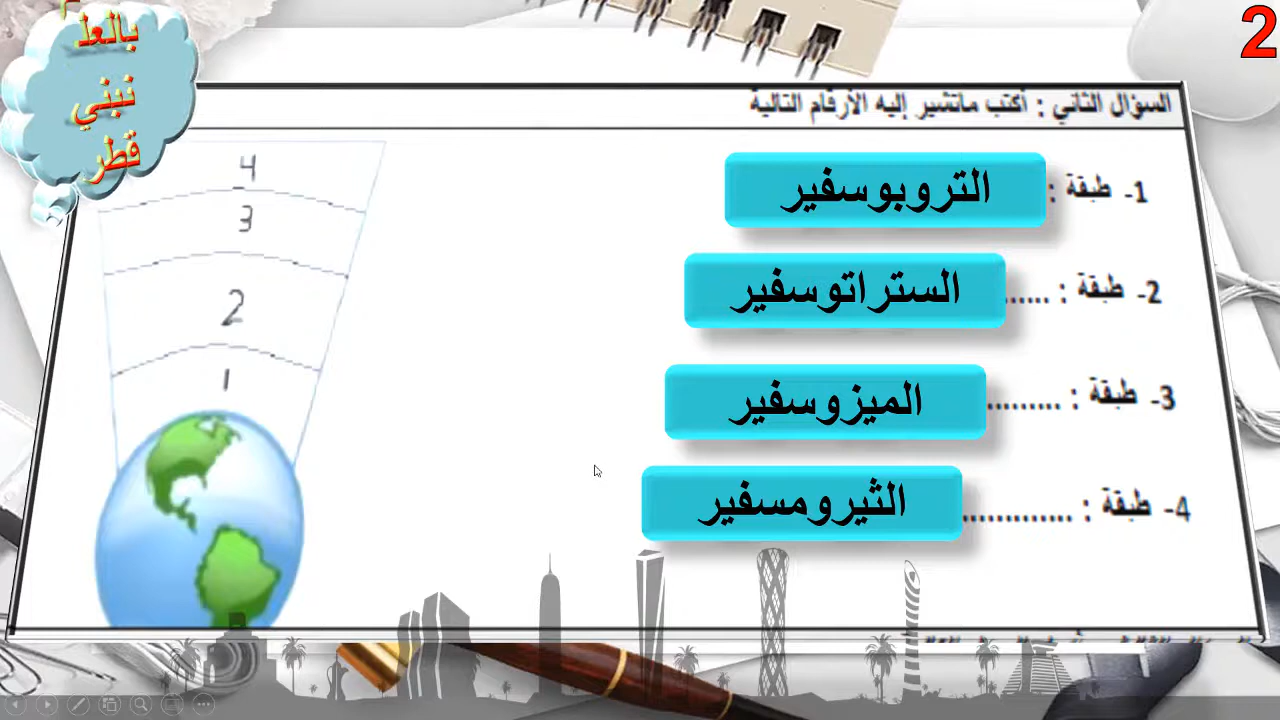 2
بالعلم
نبني
قطر
السؤال الثاني : أكتب ماتشير إليه الأرقام التالية
1- طبقة : التروبوسفير
2- طبقة : ...... الستراتوسفير
3- طبقة : ......... الميزوسفير
4- طبقة : ............. الثيرومسفير
4
3
2
1